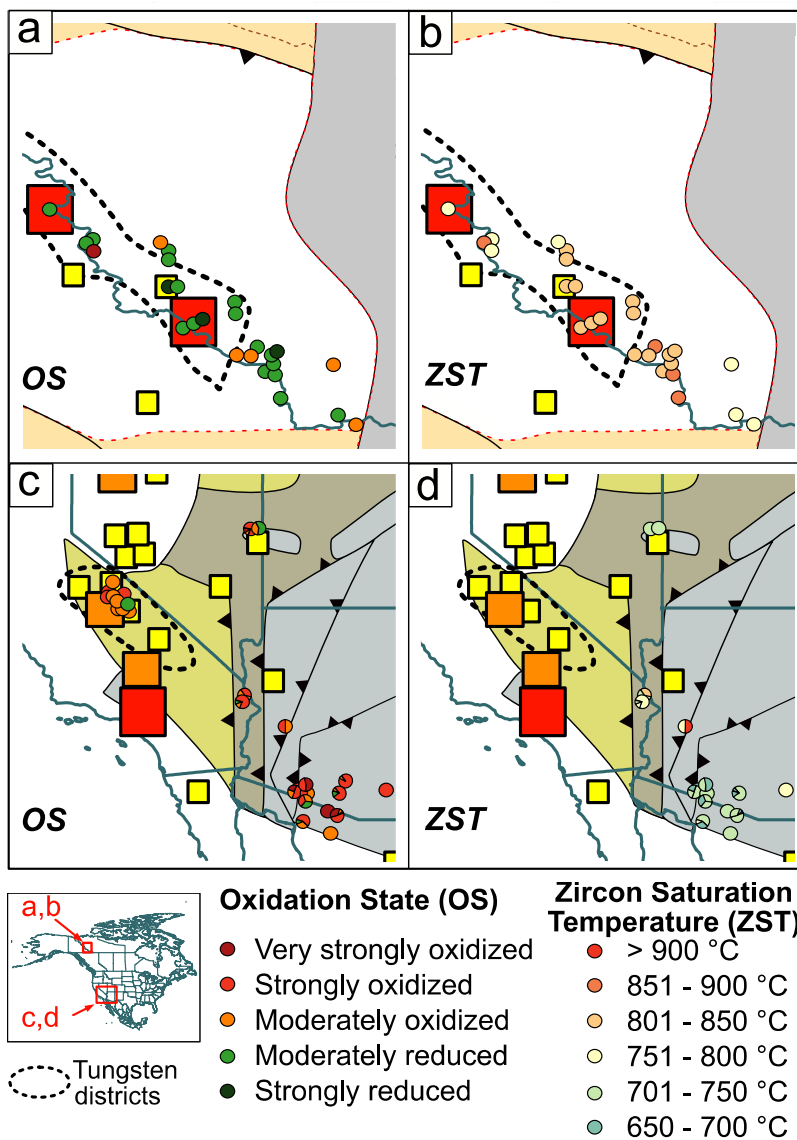 a
b
OS
ZST
c
d
OS
ZST
a,b
c,d
Tungsten
districts
Oxidation State (OS)
Very strongly oxidized
Strongly oxidized
Moderately oxidized
Moderately reduced
Strongly reduced
Zircon Saturation
Temperature (ZST)
> 900 °C
851 - 900 °C
801 - 850 °C
751 - 800 °C
701 - 750 °C
650 - 700 °C